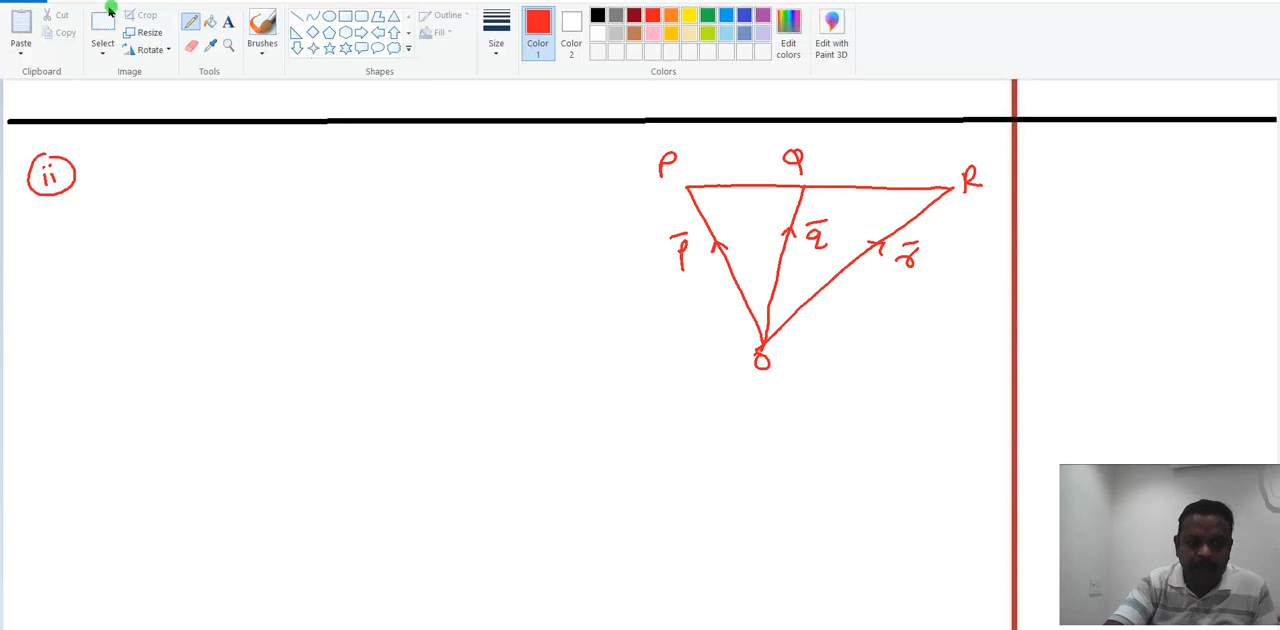 Cut
Crop
Outline
Paste
Copy
Select
Resize
Rotate
Brushes
Fill
Size
Color 1
Color 2
Edit colors
Edit with Paint 3D
Clipboard
Image
Tools
Shapes
Colors
ii
P Q R
p̅ q̅ r̅
O